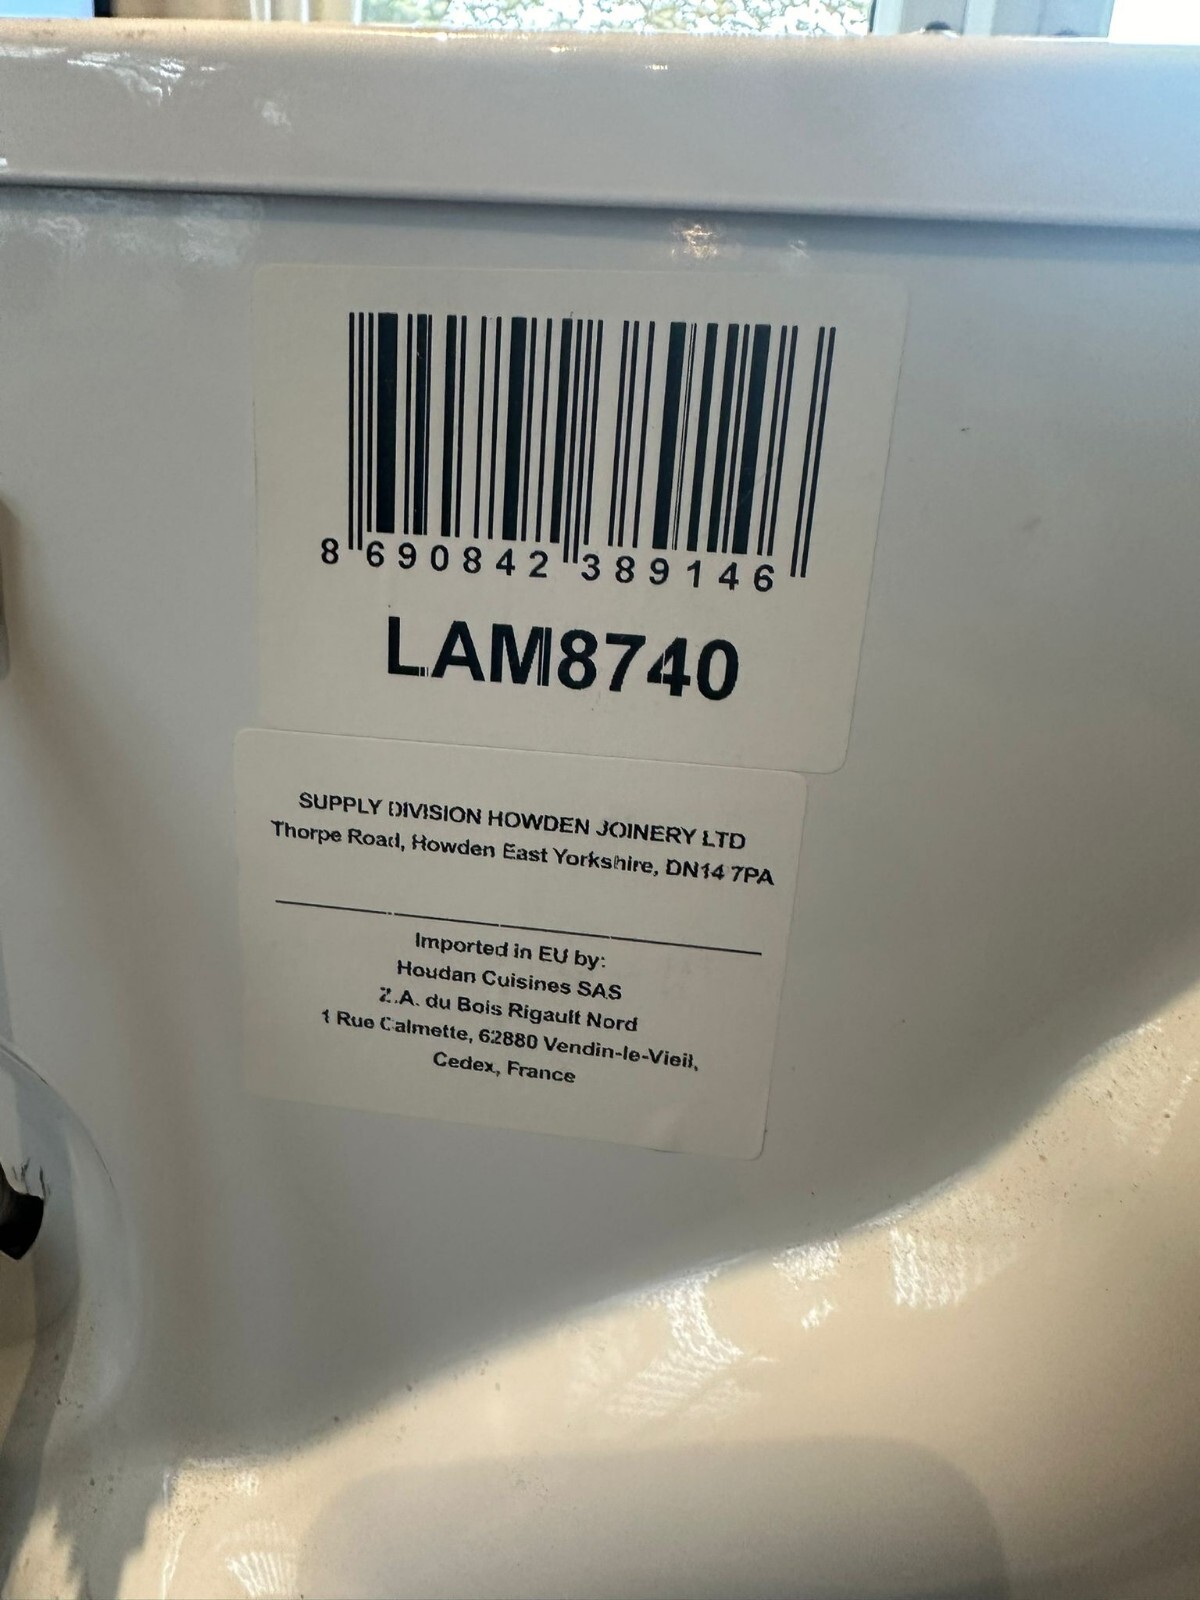 8 690842 389146
LAM8740
SUPPLY DIVISION HOWDEN JOINERY LTD
Thorpe Road, Howden East Yorkshire, DN14 7PA
Imported in EU by:
Houdan Cuisines SAS
Z.A. du Bois Rigault Nord
1 Rue Calmette, 62880 Vendin-le-Vieil,
Cedex, France